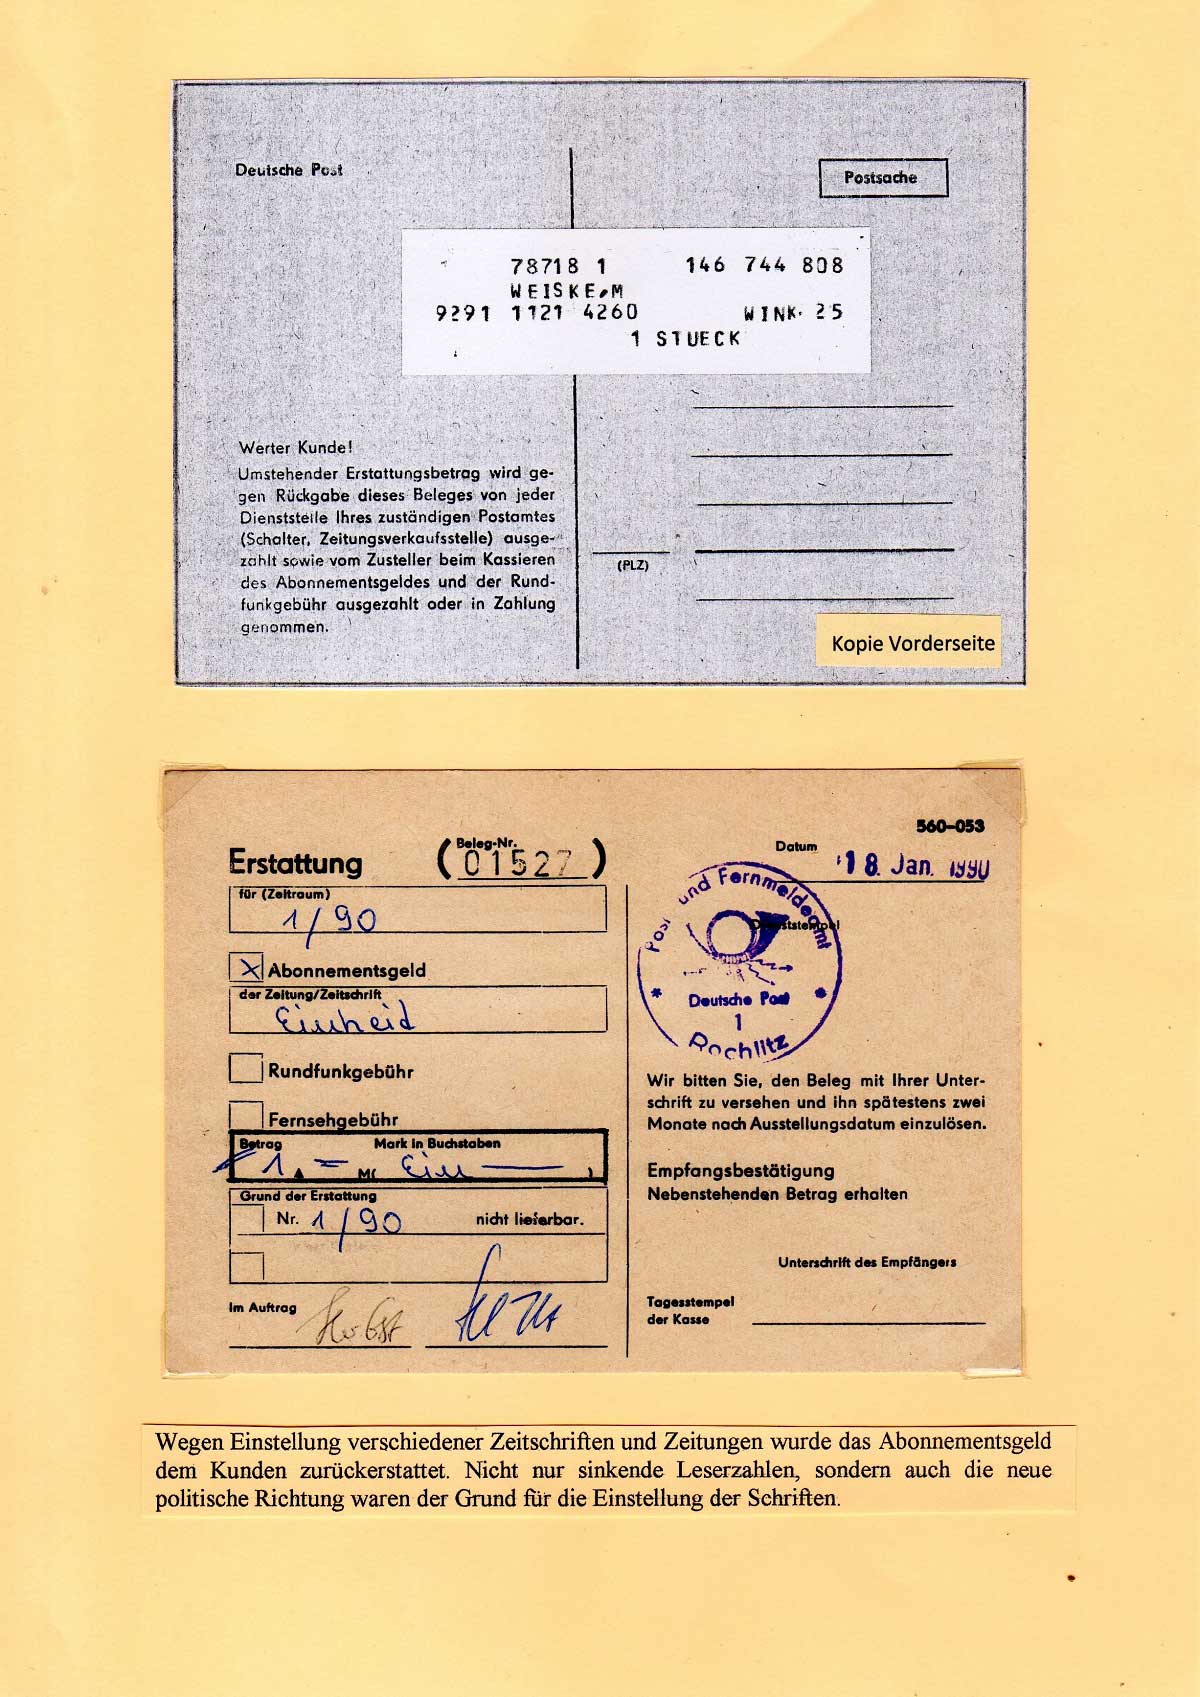 Deutsche Post
Postsache
78718 1 146 744 808
WEISKE,M
9291 1121 4260 WINK. 25
1 STUECK
Werter Kunde!
Umstehender Erstattungsbetrag wird ge-
gen Rückgabe dieses Beleges von jeder
Dienststelle Ihres zuständigen Postamtes
(Schalter, Zeitungsverkaufsstelle) ausge-
zahlt sowie vom Zusteller beim Kassieren
des Abonnementsgeldes und der Rund-
funkgebühr ausgezahlt oder in Zahlung
genommen.
(PLZ)
Kopie Vorderseite
560-053
Erstattung
Beleg-Nr.
(01527)
Datum
18. Jan. 1990
für (Zeitraum)
1/90
Dienststempel
Post und Fernmeldeamt
Deutsche Post
1
Rochlitz
x Abonnementsgeld
der Zeitung/Zeitschrift
Einheid
Rundfunkgebühr
Fernsehgebühr
Betrag Mark in Buchstaben
1,— M( Ein — )
Grund der Erstattung
Nr. 1/90 nicht lieferbar.
Im Auftrag
Wir bitten Sie, den Beleg mit Ihrer Unter-
schrift zu versehen und ihn spätestens zwei
Monate nach Ausstellungsdatum einzulösen.
Empfangsbestätigung
Nebenstehenden Betrag erhalten
Unterschrift des Empfängers
Tagesstempel
der Kasse
Wegen Einstellung verschiedener Zeitschriften und Zeitungen wurde das Abonnementsgeld
dem Kunden zurückerstattet. Nicht nur sinkende Leserzahlen, sondern auch die neue
politische Richtung waren der Grund für die Einstellung der Schriften.